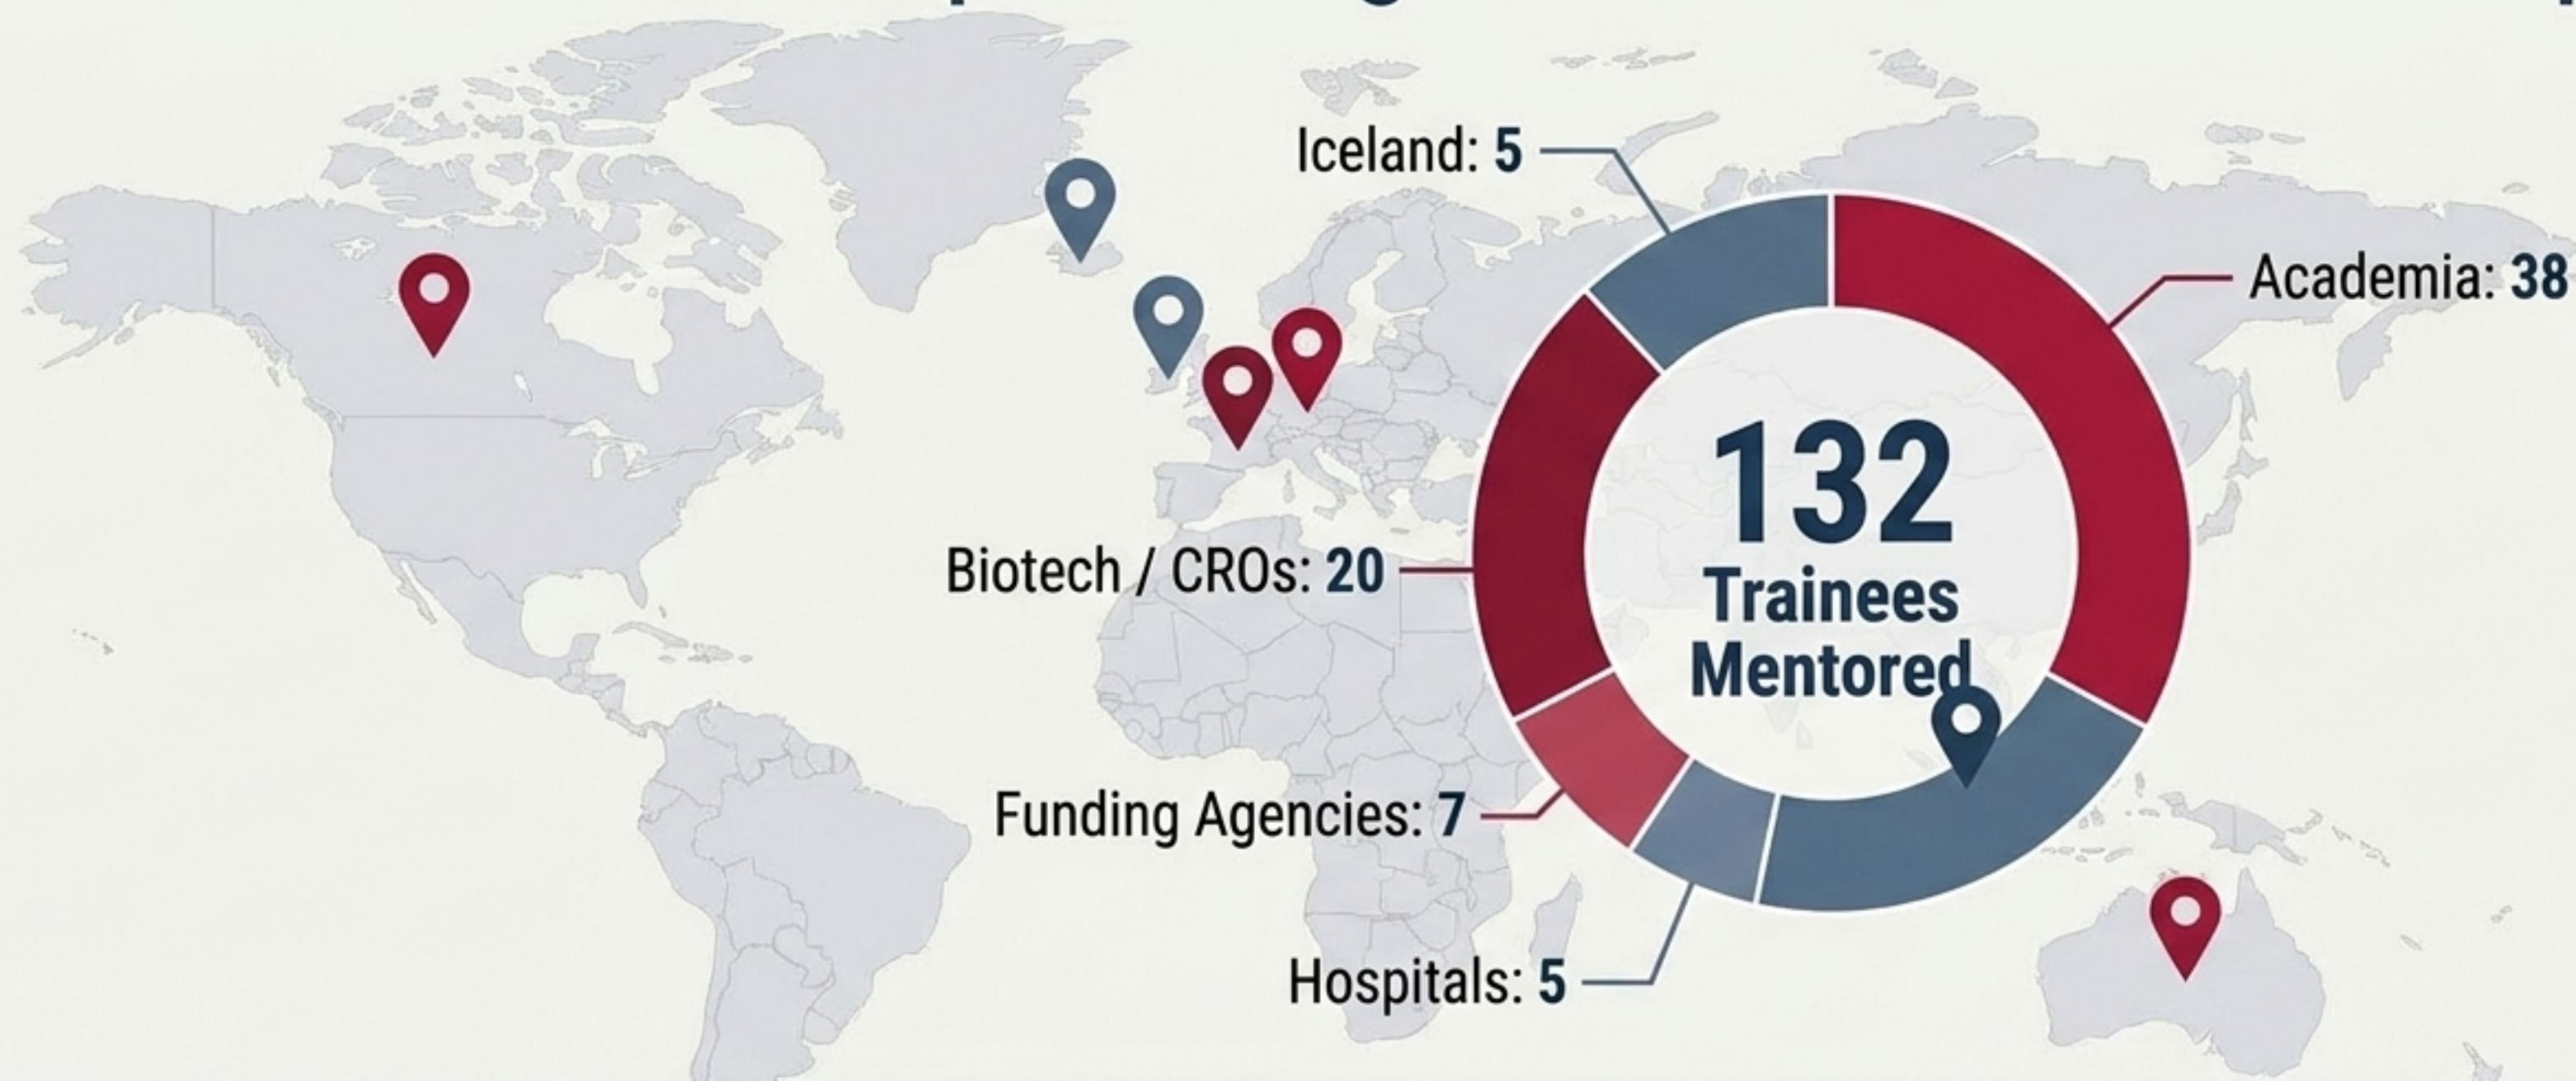 Iceland: 5
Academia: 38
132
Trainees
Mentored
Biotech / CROs: 20
Funding Agencies: 7
Hospitals: 5